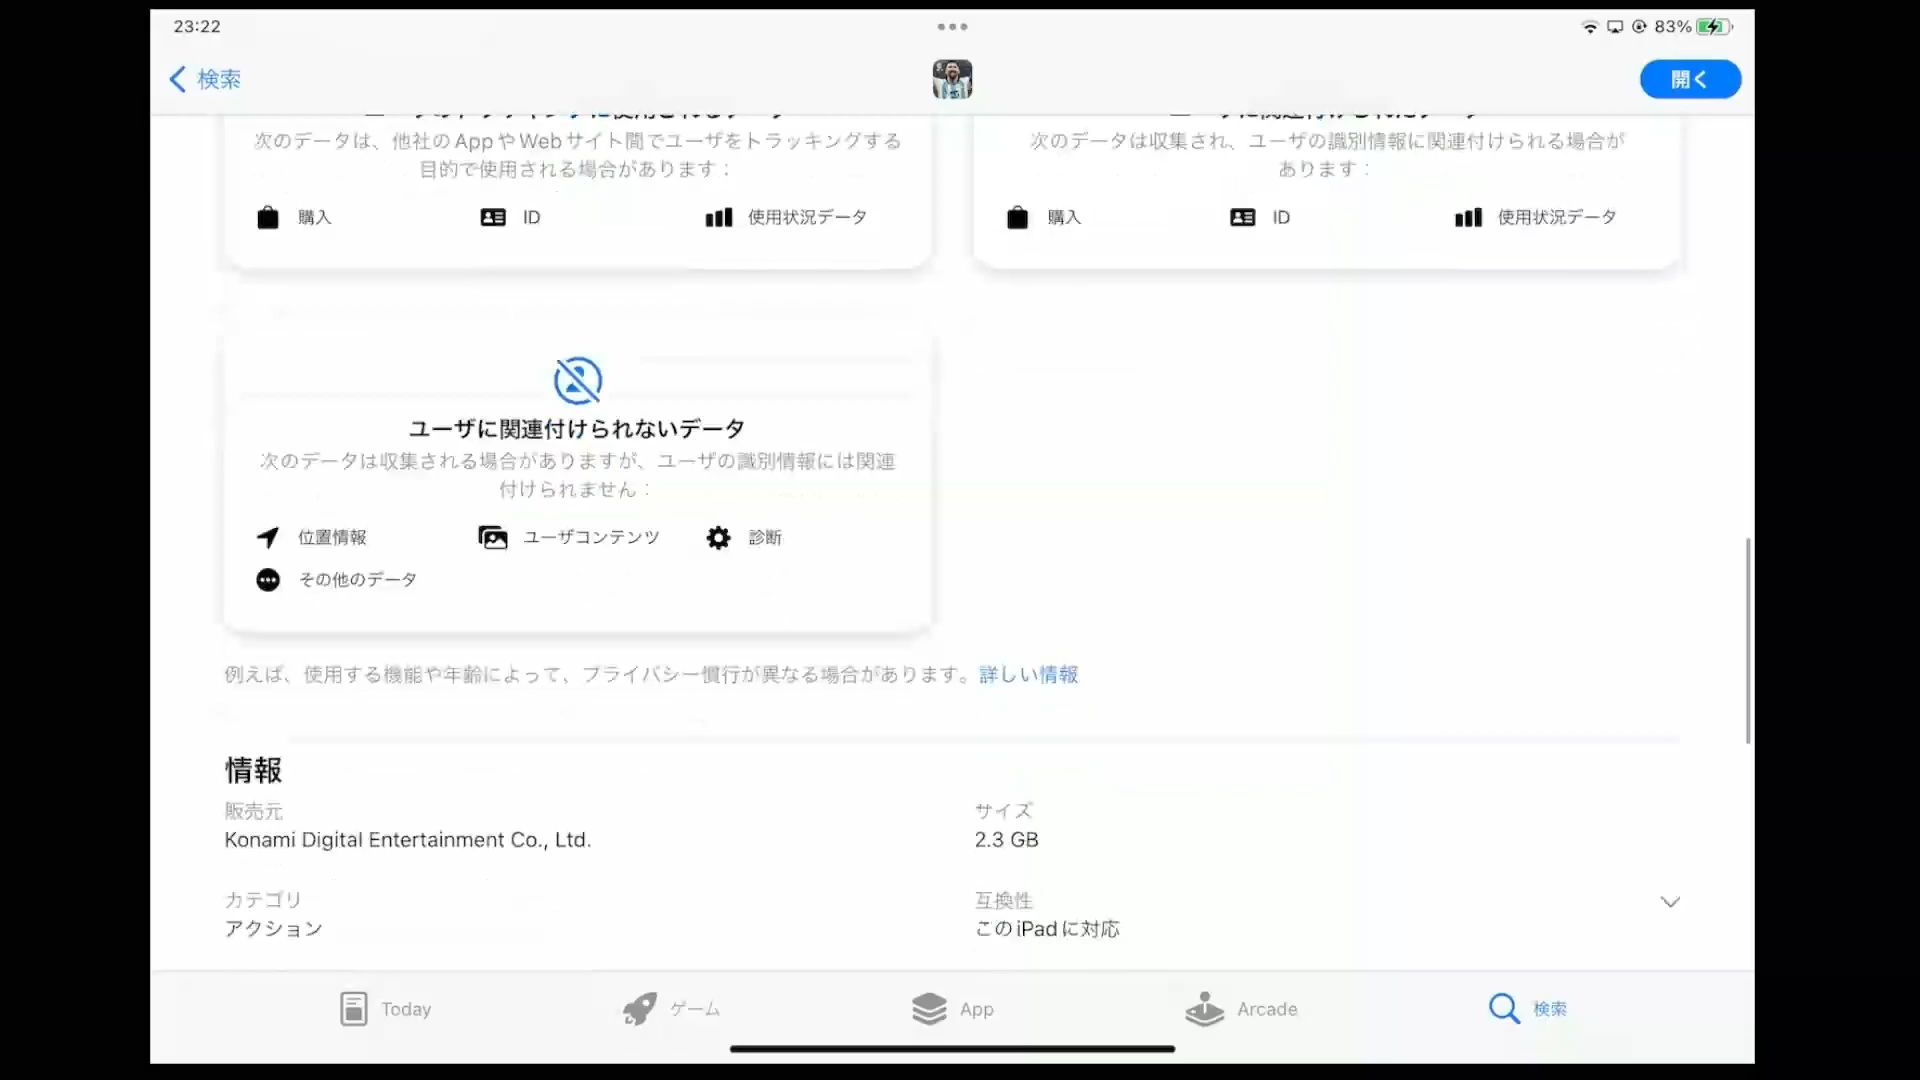 23:22
83%
検索
開く
次のデータは、他社のAppやWebサイト間でユーザをトラッキングする
目的で使用される場合があります：
購入
ID
使用状況データ
次のデータは収集され、ユーザの識別情報に関連付けられる場合が
あります：
購入
ID
使用状況データ
ユーザに関連付けられないデータ
次のデータは収集される場合がありますが、ユーザの識別情報には関連
付けられません：
位置情報
ユーザコンテンツ
診断
その他のデータ
例えば、使用する機能や年齢によって、プライバシー慣行が異なる場合があります。詳しい情報
情報
販売元
Konami Digital Entertainment Co., Ltd.
サイズ
2.3 GB
カテゴリ
アクション
互換性
このiPadに対応
Today
ゲーム
App
Arcade
検索